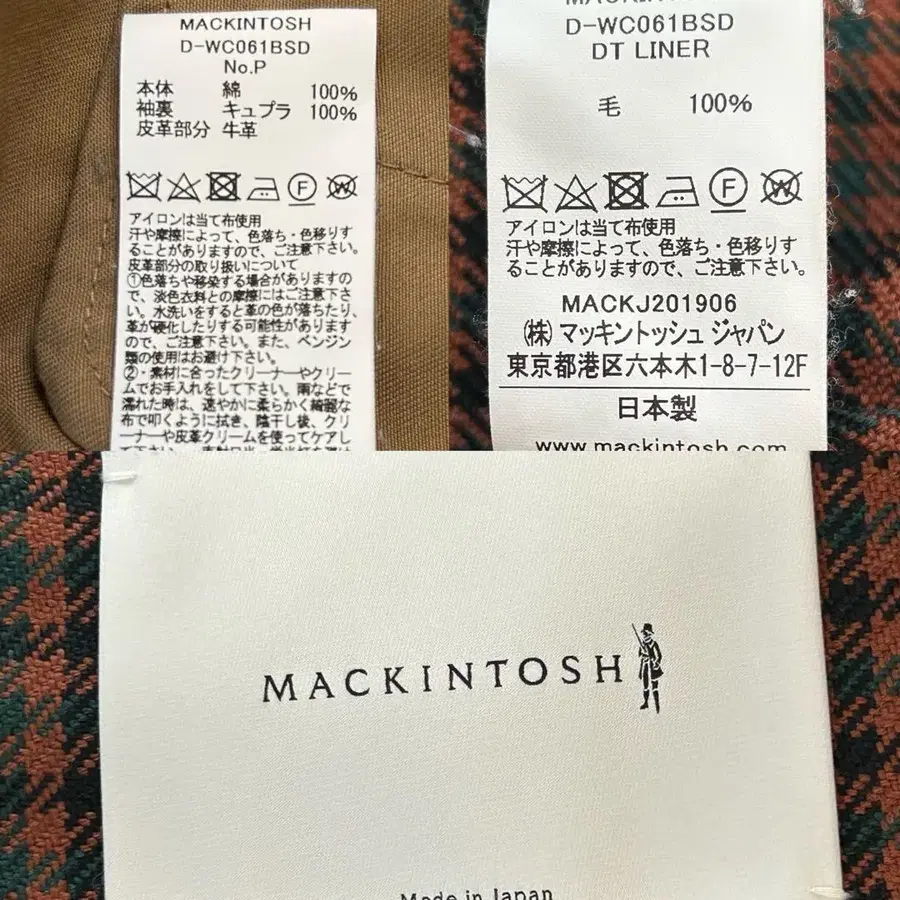 MACKINTOSH
D-WC061BSD
No.P
本体 綿 100%
袖裏 キュプラ 100%
皮革部分 牛革
F
W
アイロンは当て布使用
汗や摩擦によって、色落ち・色移りす
ることがありますので、ご注意下さい。
皮革部分の取り扱いについて
①色落ちや移染する場合がありますの
で、淡色衣料との摩擦にはご注意下さ
い。水洗いをすると革の色が落ちたり、
革が硬化したりする可能性があります
ので、ご注意下さい。また、ベンジン
類の使用はお避け下さい。
②・素材に合ったクリーナーやクリー
ムでお手入れをして下さい。雨などで
濡れた時は、速やかに柔らかく綺麗な
布で叩くように拭き、陰干し後、クリ
ーナーや皮革クリームを使ってケアし
MACKINTOSH
D-WC061BSD
DT LINER
毛 100%
F
W
アイロンは当て布使用
汗や摩擦によって、色落ち・色移りす
ることがありますので、ご注意下さい。
MACKJ201906
㈱マッキントッシュ ジャパン
東京都港区六本木1-8-7-12F
日本製
www.mackintosh.com
MACKINTOSH
Made in Japan